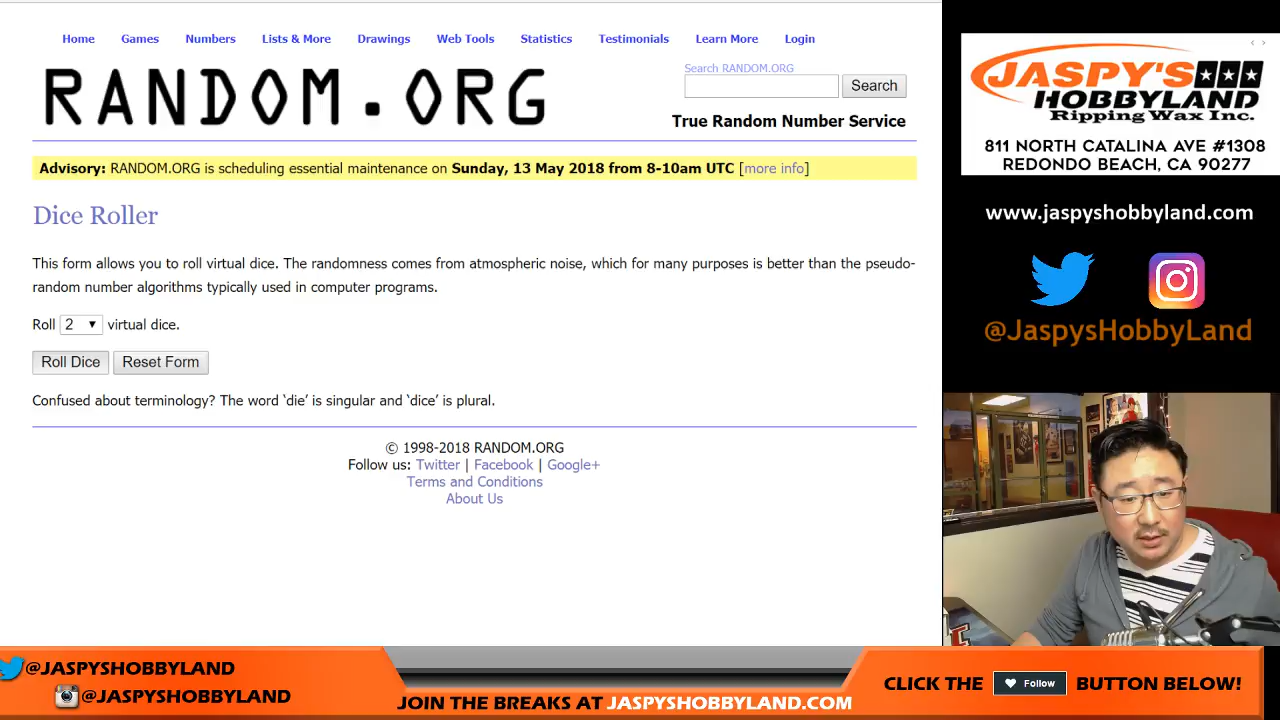 Home Games Numbers Lists & More Drawings Web Tools Statistics Testimonials Learn More Login
RANDOM.ORG
Search RANDOM.ORG
Search
True Random Number Service
Advisory: RANDOM.ORG is scheduling essential maintenance on Sunday, 13 May 2018 from 8-10am UTC [more info]
Dice Roller
This form allows you to roll virtual dice. The randomness comes from atmospheric noise, which for many purposes is better than the pseudo-
random number algorithms typically used in computer programs.
Roll 2 virtual dice.
Roll Dice Reset Form
Confused about terminology? The word ‘die’ is singular and ‘dice’ is plural.
© 1998-2018 RANDOM.ORG
Follow us: Twitter | Facebook | Google+
Terms and Conditions
About Us
JASPY'S
HOBBYLAND
Ripping Wax Inc.
811 NORTH CATALINA AVE #1308
REDONDO BEACH, CA 90277
www.jaspyshobbyland.com
@JaspysHobbyLand
@JASPYSHOBBYLAND
@JASPYSHOBBYLAND
JOIN THE BREAKS AT JASPYSHOBBYLAND.COM
CLICK THE Follow BUTTON BELOW!